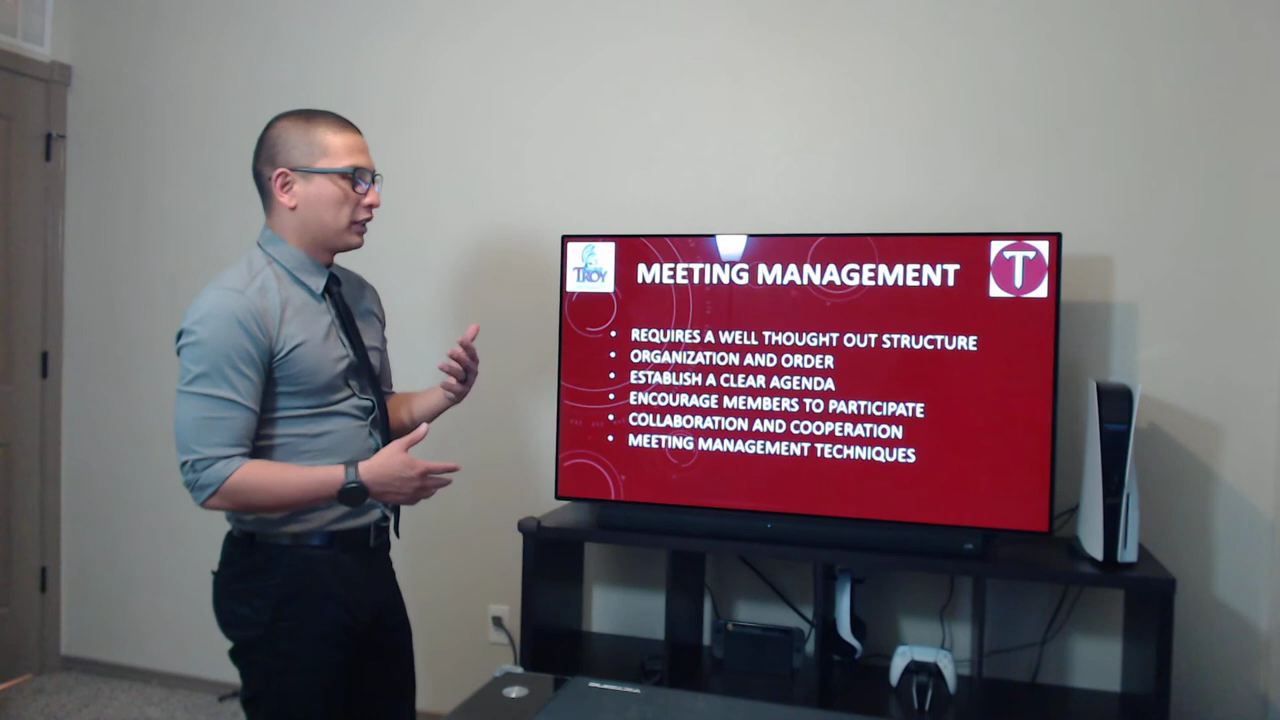 TROY
MEETING MANAGEMENT
T
• REQUIRES A WELL THOUGHT OUT STRUCTURE
• ORGANIZATION AND ORDER
• ESTABLISH A CLEAR AGENDA
• ENCOURAGE MEMBERS TO PARTICIPATE
• COLLABORATION AND COOPERATION
• MEETING MANAGEMENT TECHNIQUES